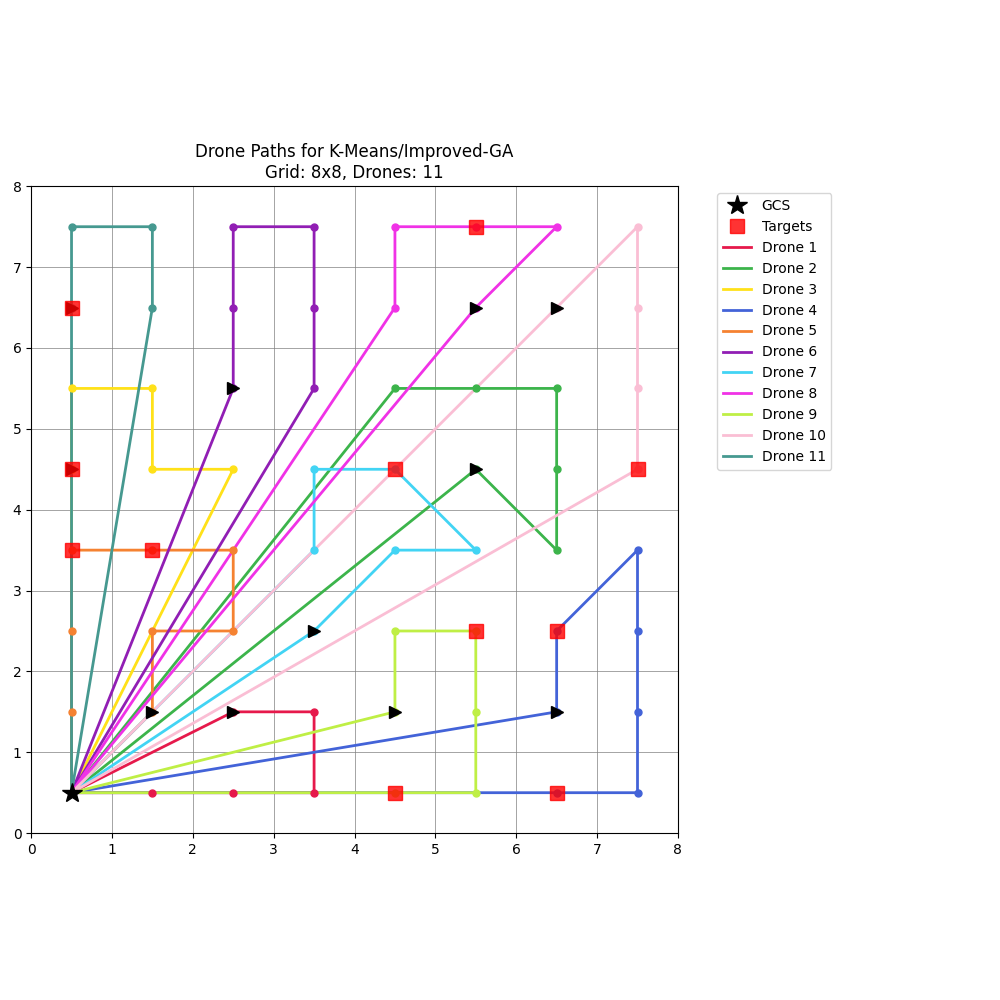 Drone Paths for K-Means/Improved-GA
Grid: 8x8, Drones: 11
8
7
6
5
4
3
2
1
0
0 1 2 3 4 5 6 7 8
GCS
Targets
Drone 1
Drone 2
Drone 3
Drone 4
Drone 5
Drone 6
Drone 7
Drone 8
Drone 9
Drone 10
Drone 11